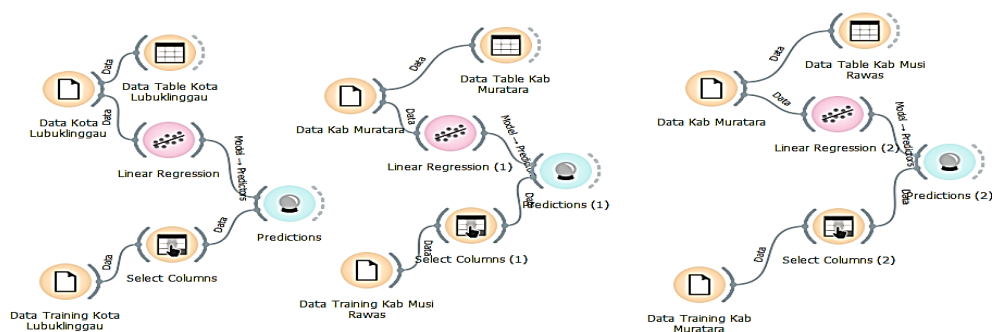 Data
Data Table Kota
Lubuklinggau
Data Kota
Lubuklinggau
Data
Linear Regression
Model → Predictors
Predictions
Data
Select Columns
Data
Data Training Kota
Lubuklinggau
Data
Data Table Kab
Muratara
Data Kab Muratara
Data
Linear Regression (1)
Model → Predic
Predictions (1)
Data
Select Columns (1)
Data
Data Training Kab Musi
Rawas
Data
Data Table Kab Musi
Rawas
Data Kab Muratara
Data
Linear Regression (2)
Model → Predictors
Predictions (2)
Data
Select Columns (2)
Data
Data Training Kab
Muratara